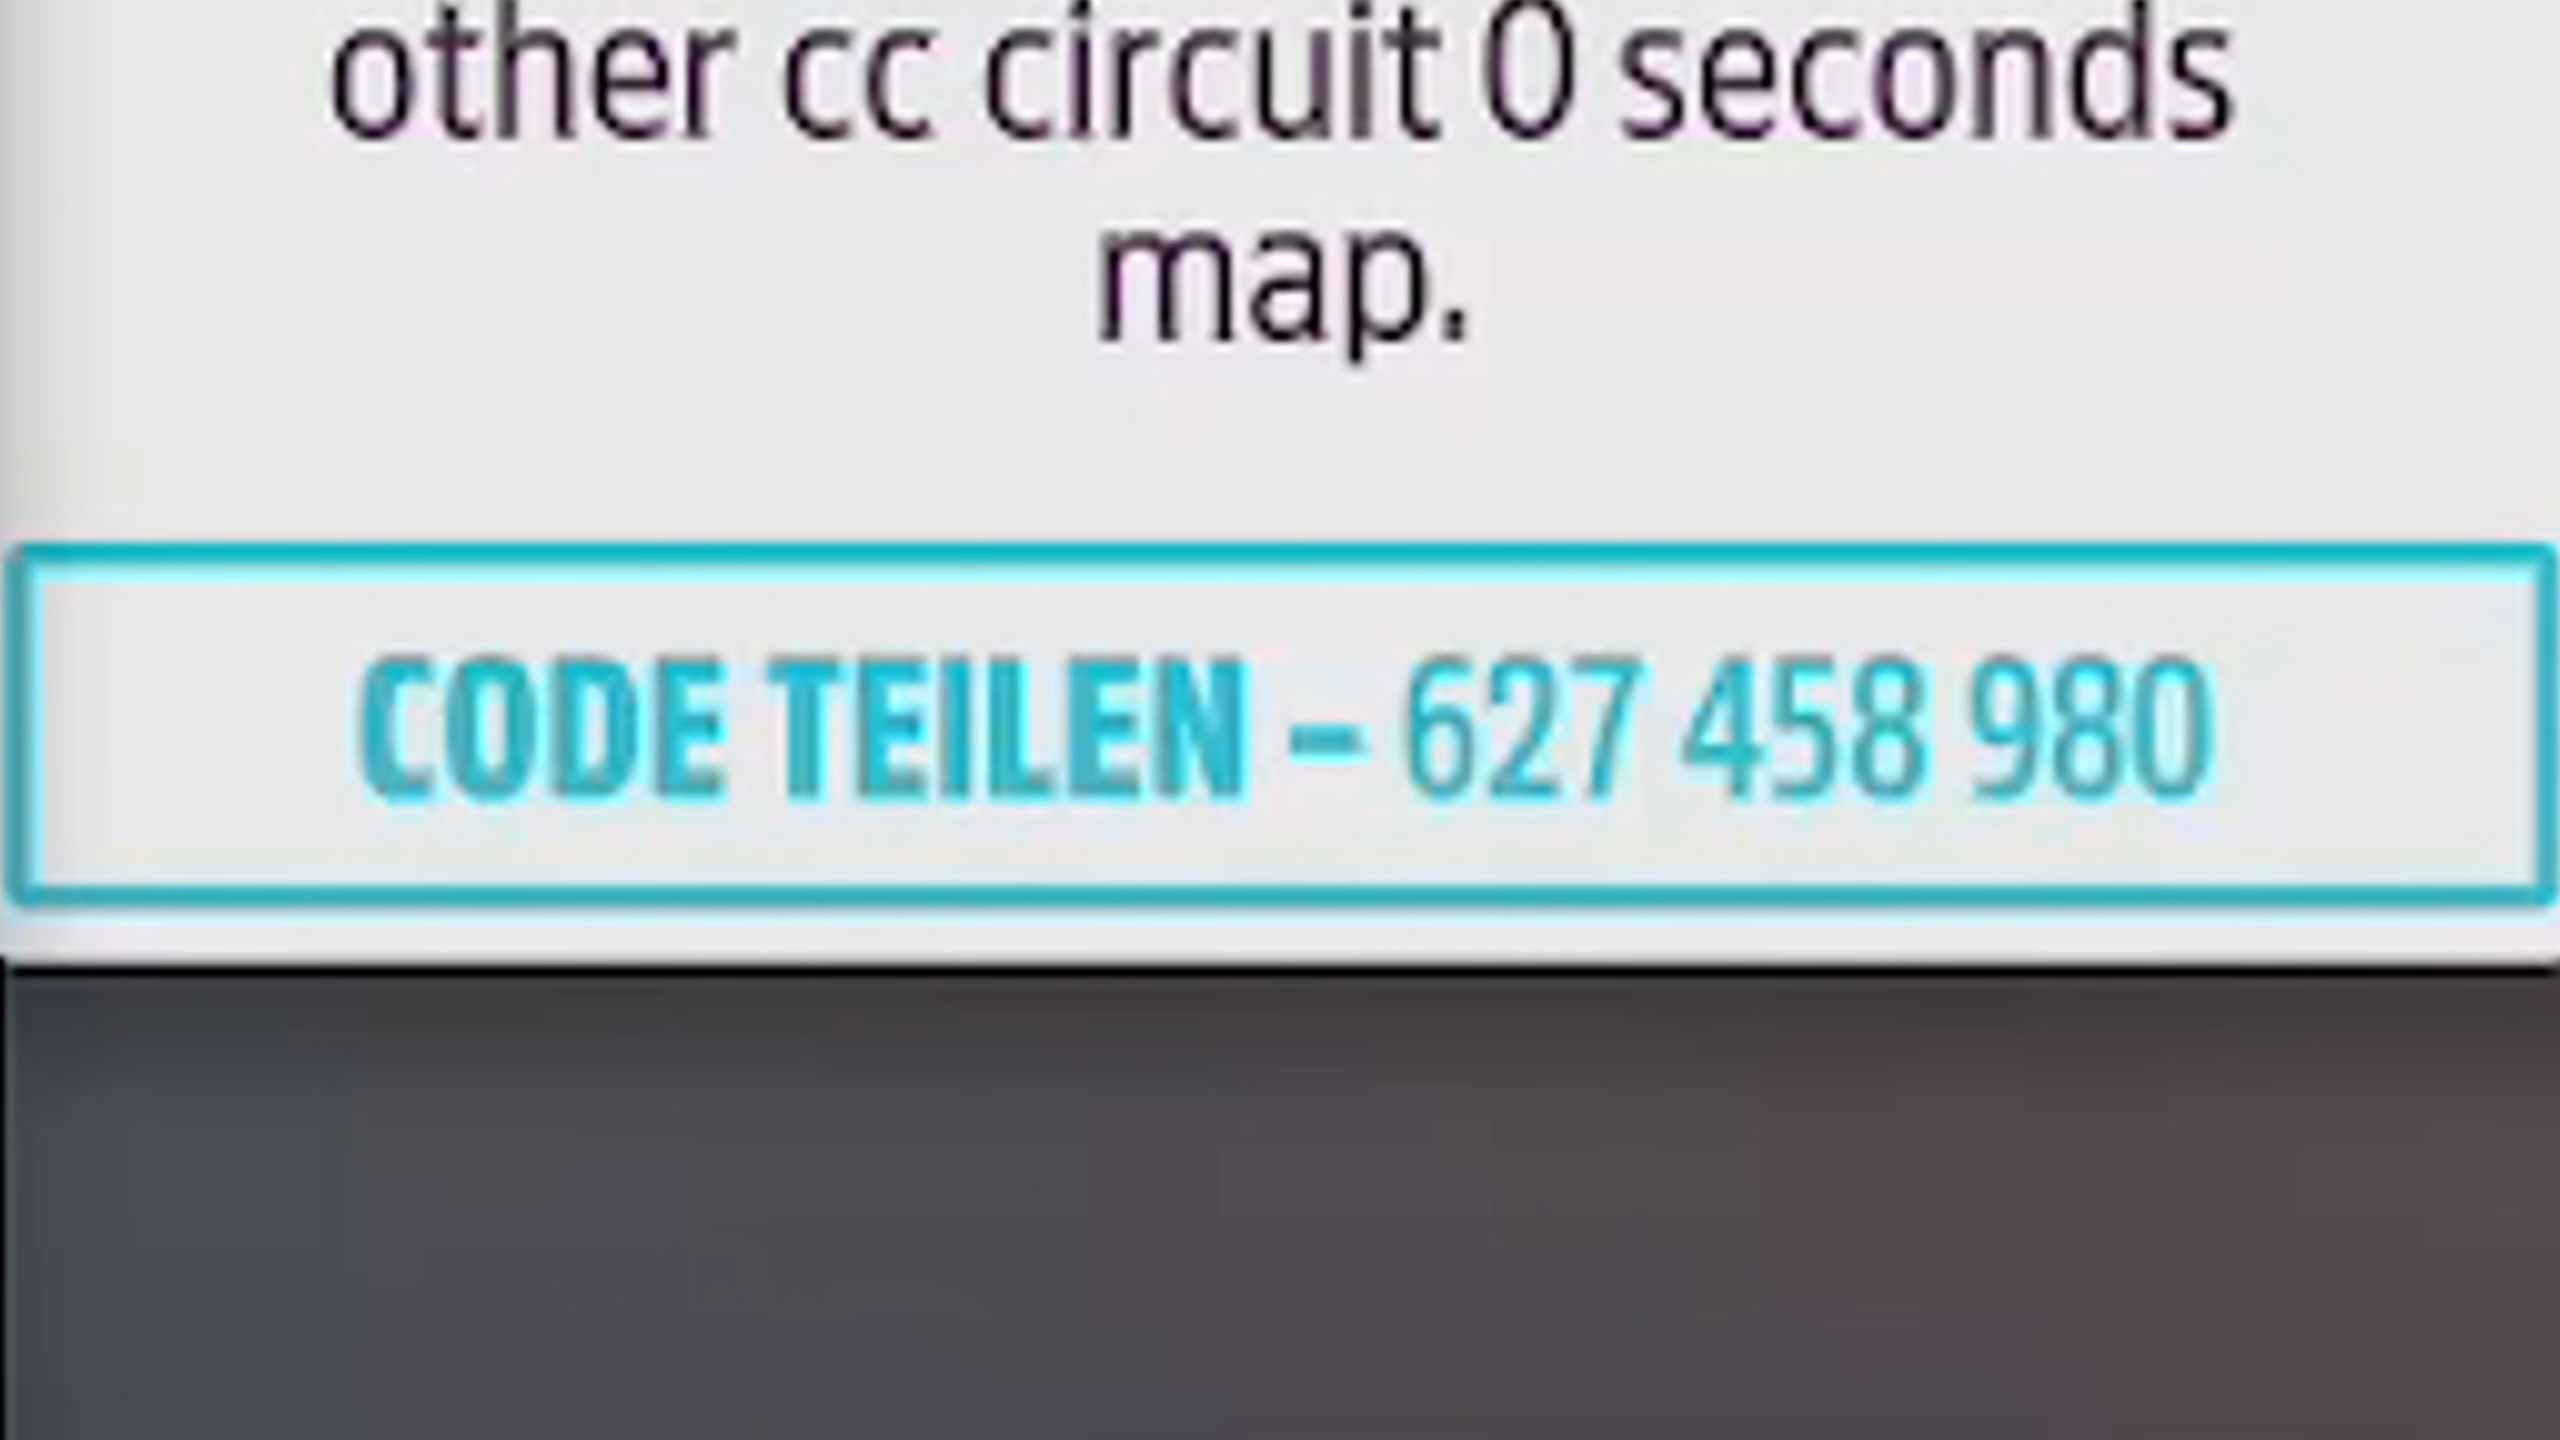 other cc circuit 0 seconds
map.
CODE TEILEN – 627 458 980